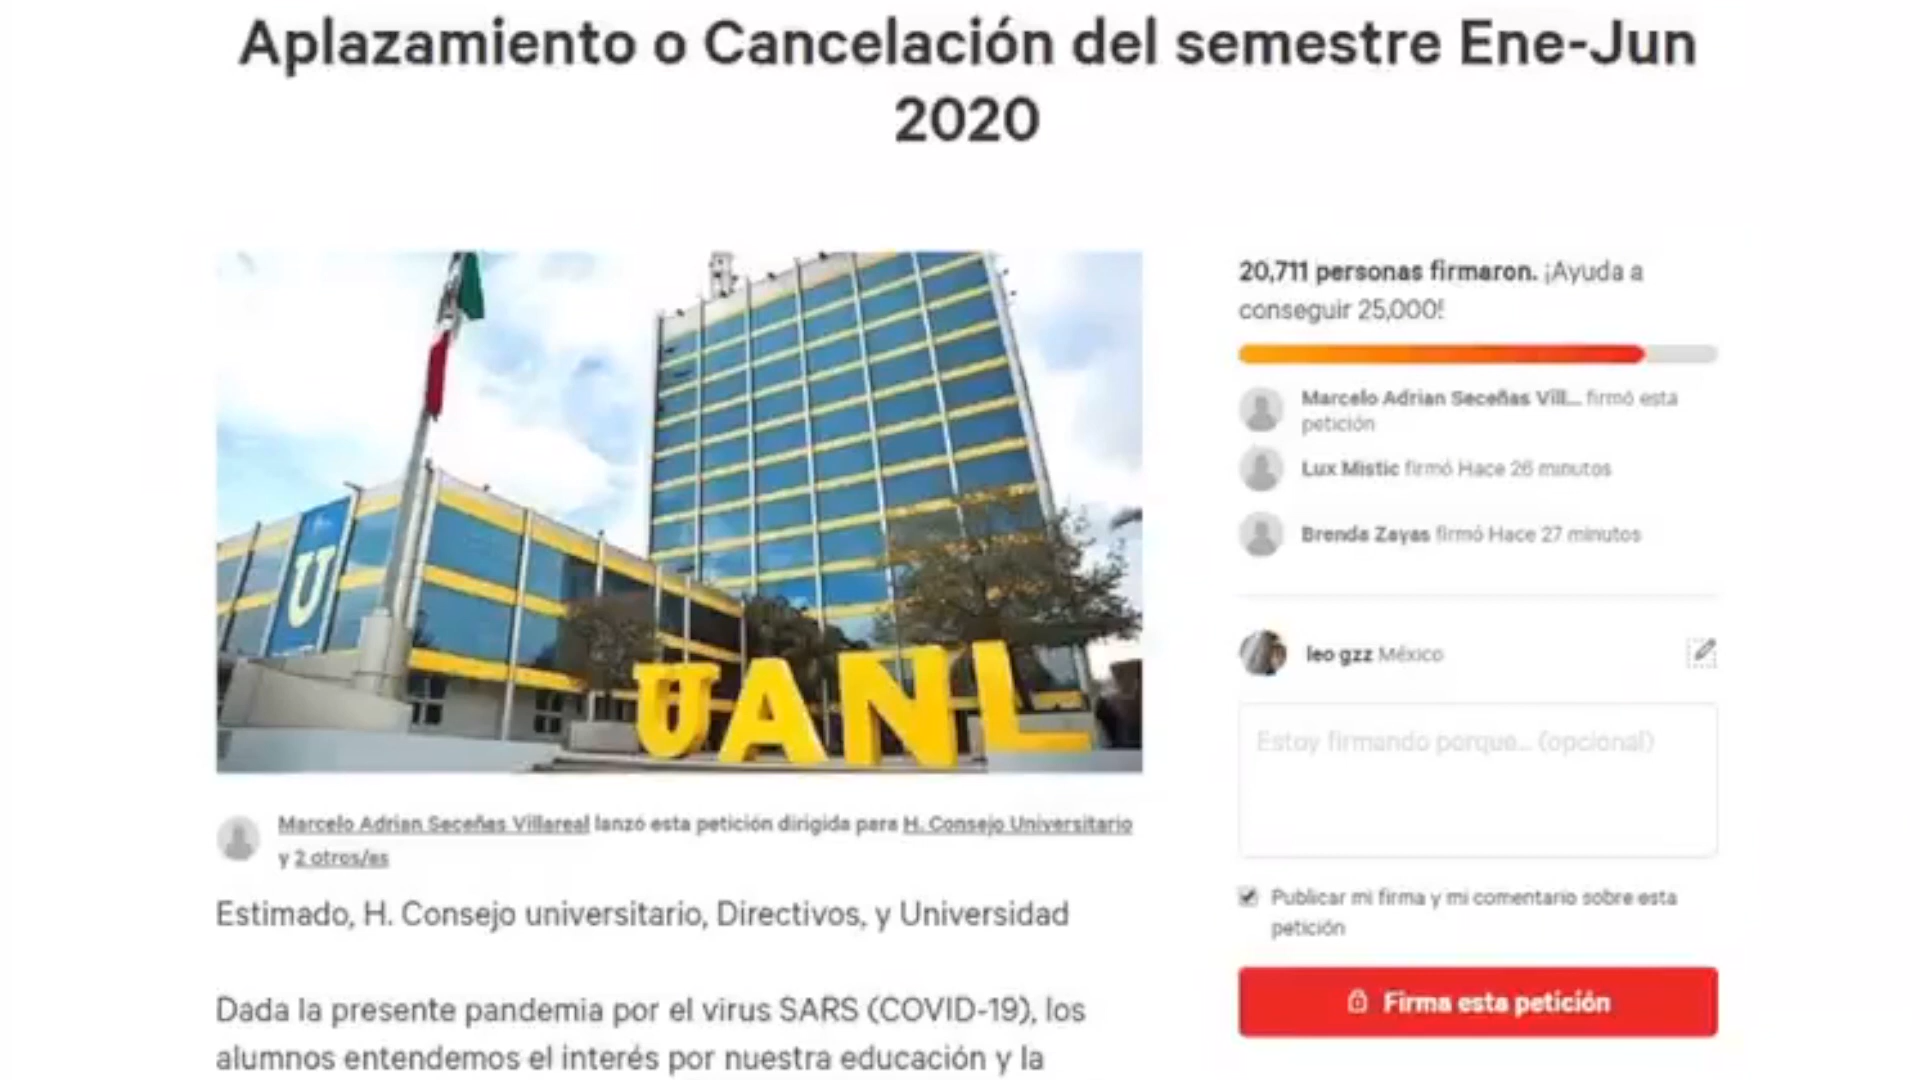 Aplazamiento o Cancelación del semestre Ene-Jun
2020
U
UANL
20,711 personas firmaron. ¡Ayuda a
conseguir 25,000!
Marcelo Adrian Seceñas Vill... firmó esta
petición
Lux Mistic firmó Hace 26 minutos
Brenda Zayas firmó Hace 27 minutos
leo gzz México
Estoy firmando porque... (opcional)
Publicar mi firma y mi comentario sobre esta
petición
Firma esta petición
Marcelo Adrian Seceñas Villareal lanzó esta petición dirigida para H. Consejo Universitario
y 2 otros/as
Estimado, H. Consejo universitario, Directivos, y Universidad
Dada la presente pandemia por el virus SARS (COVID-19), los
alumnos entendemos el interés por nuestra educación y la